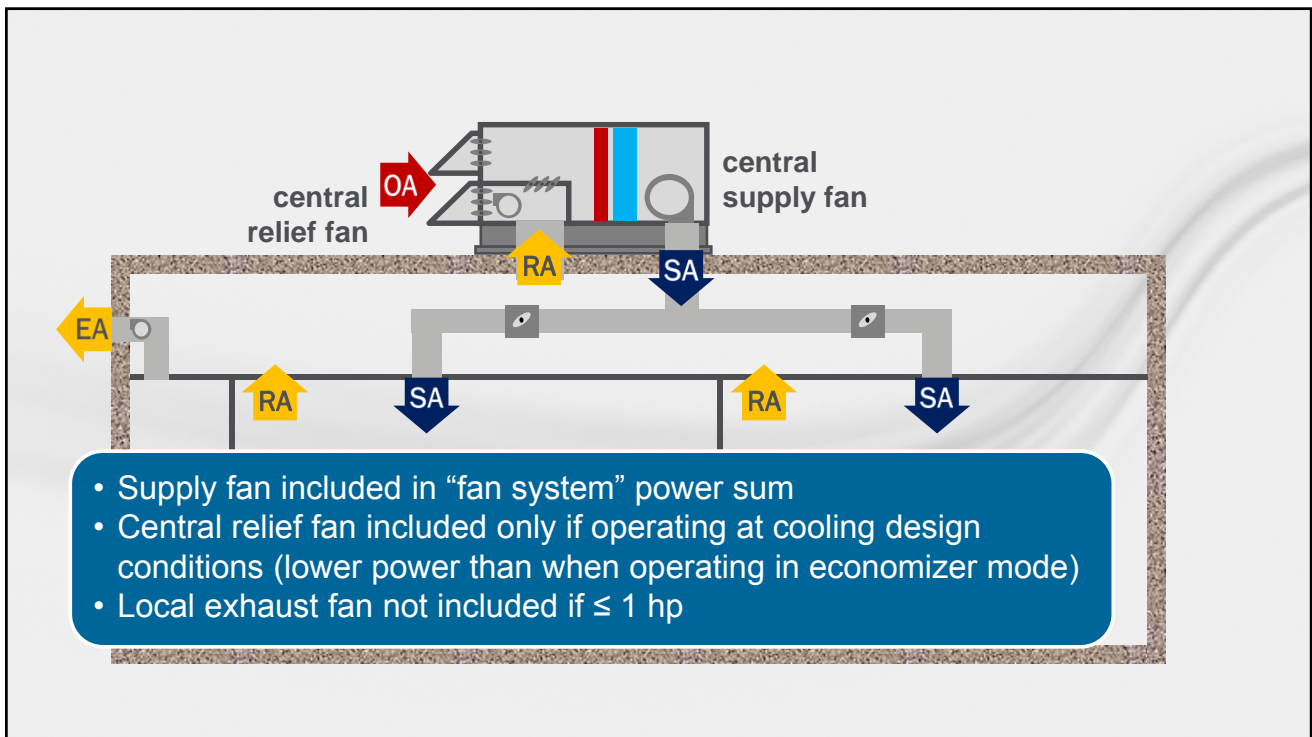 central
supply fan
OA
central
relief fan
RA
SA
EA
RA
SA
RA
SA
• Supply fan included in “fan system” power sum
• Central relief fan included only if operating at cooling design
conditions (lower power than when operating in economizer mode)
• Local exhaust fan not included if ≤ 1 hp